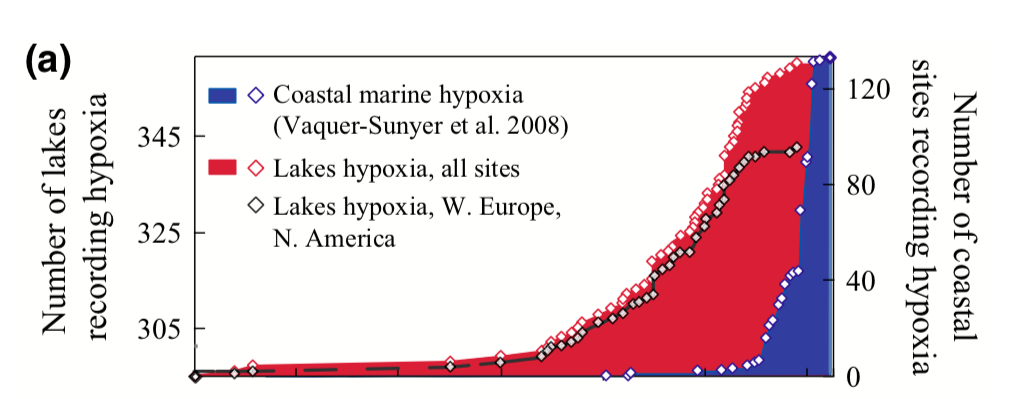 (a)
Number of lakes
recording hypoxia
345
325
305
Coastal marine hypoxia
(Vaquer-Sunyer et al. 2008)
Lakes hypoxia, all sites
Lakes hypoxia, W. Europe,
N. America
120
80
40
0
Number of coastal
sites recording hypoxia